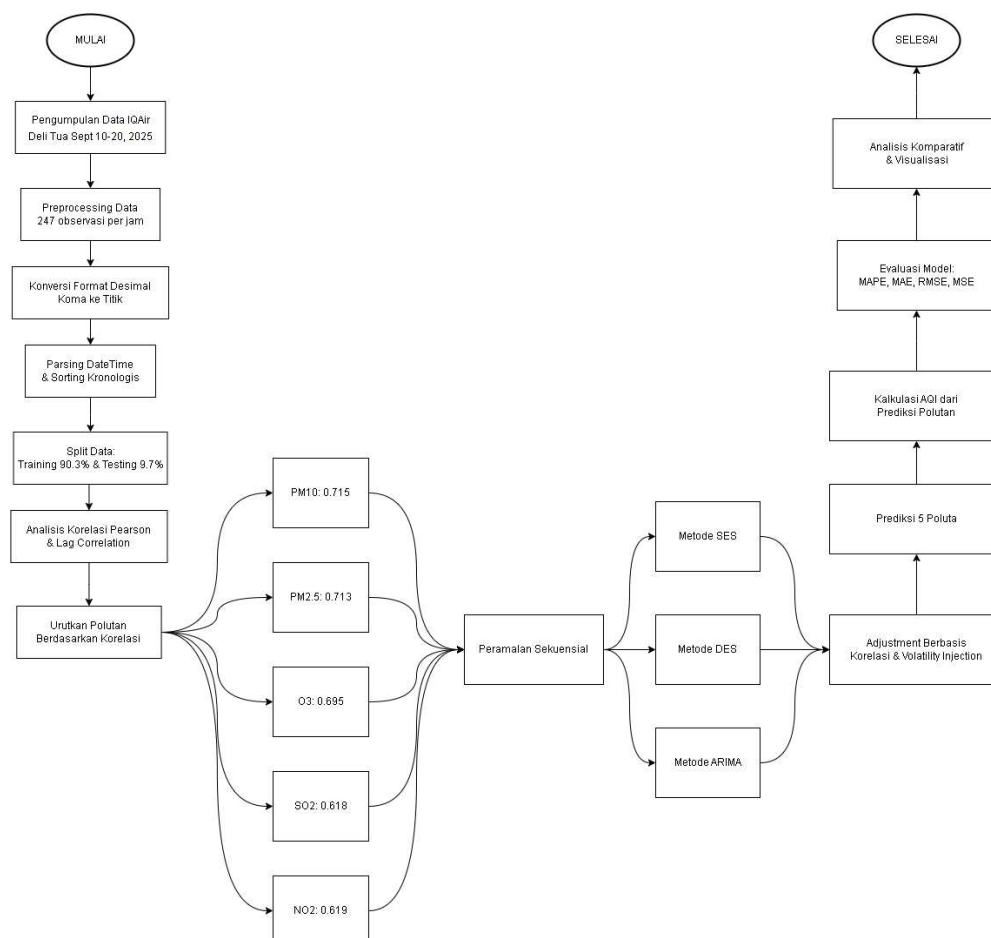 MULAI
Pengumpulan Data IQAir
Deli Tua Sept 10-20, 2025
Preprocessing Data
247 observasi per jam
Konversi Format Desimal
Koma ke Titik
Parsing DateTime
& Sorting Kronologis
Split Data:
Training 90.3% & Testing 9.7%
Analisis Korelasi Pearson
& Lag Correlation
Urutkan Polutan
Berdasarkan Korelasi
PM10: 0.715
PM2.5: 0.713
O3: 0.695
SO2: 0.618
NO2: 0.619
Peramalan Sekuensial
Metode SES
Metode DES
Metode ARIMA
Adjustment Berbasis
Korelasi & Volatility Injection
Prediksi 5 Poluta
Kalkulasi AQI dari
Prediksi Polutan
Evaluasi Model:
MAPE, MAE, RMSE, MSE
Analisis Komparatif
& Visualisasi
SELESAI